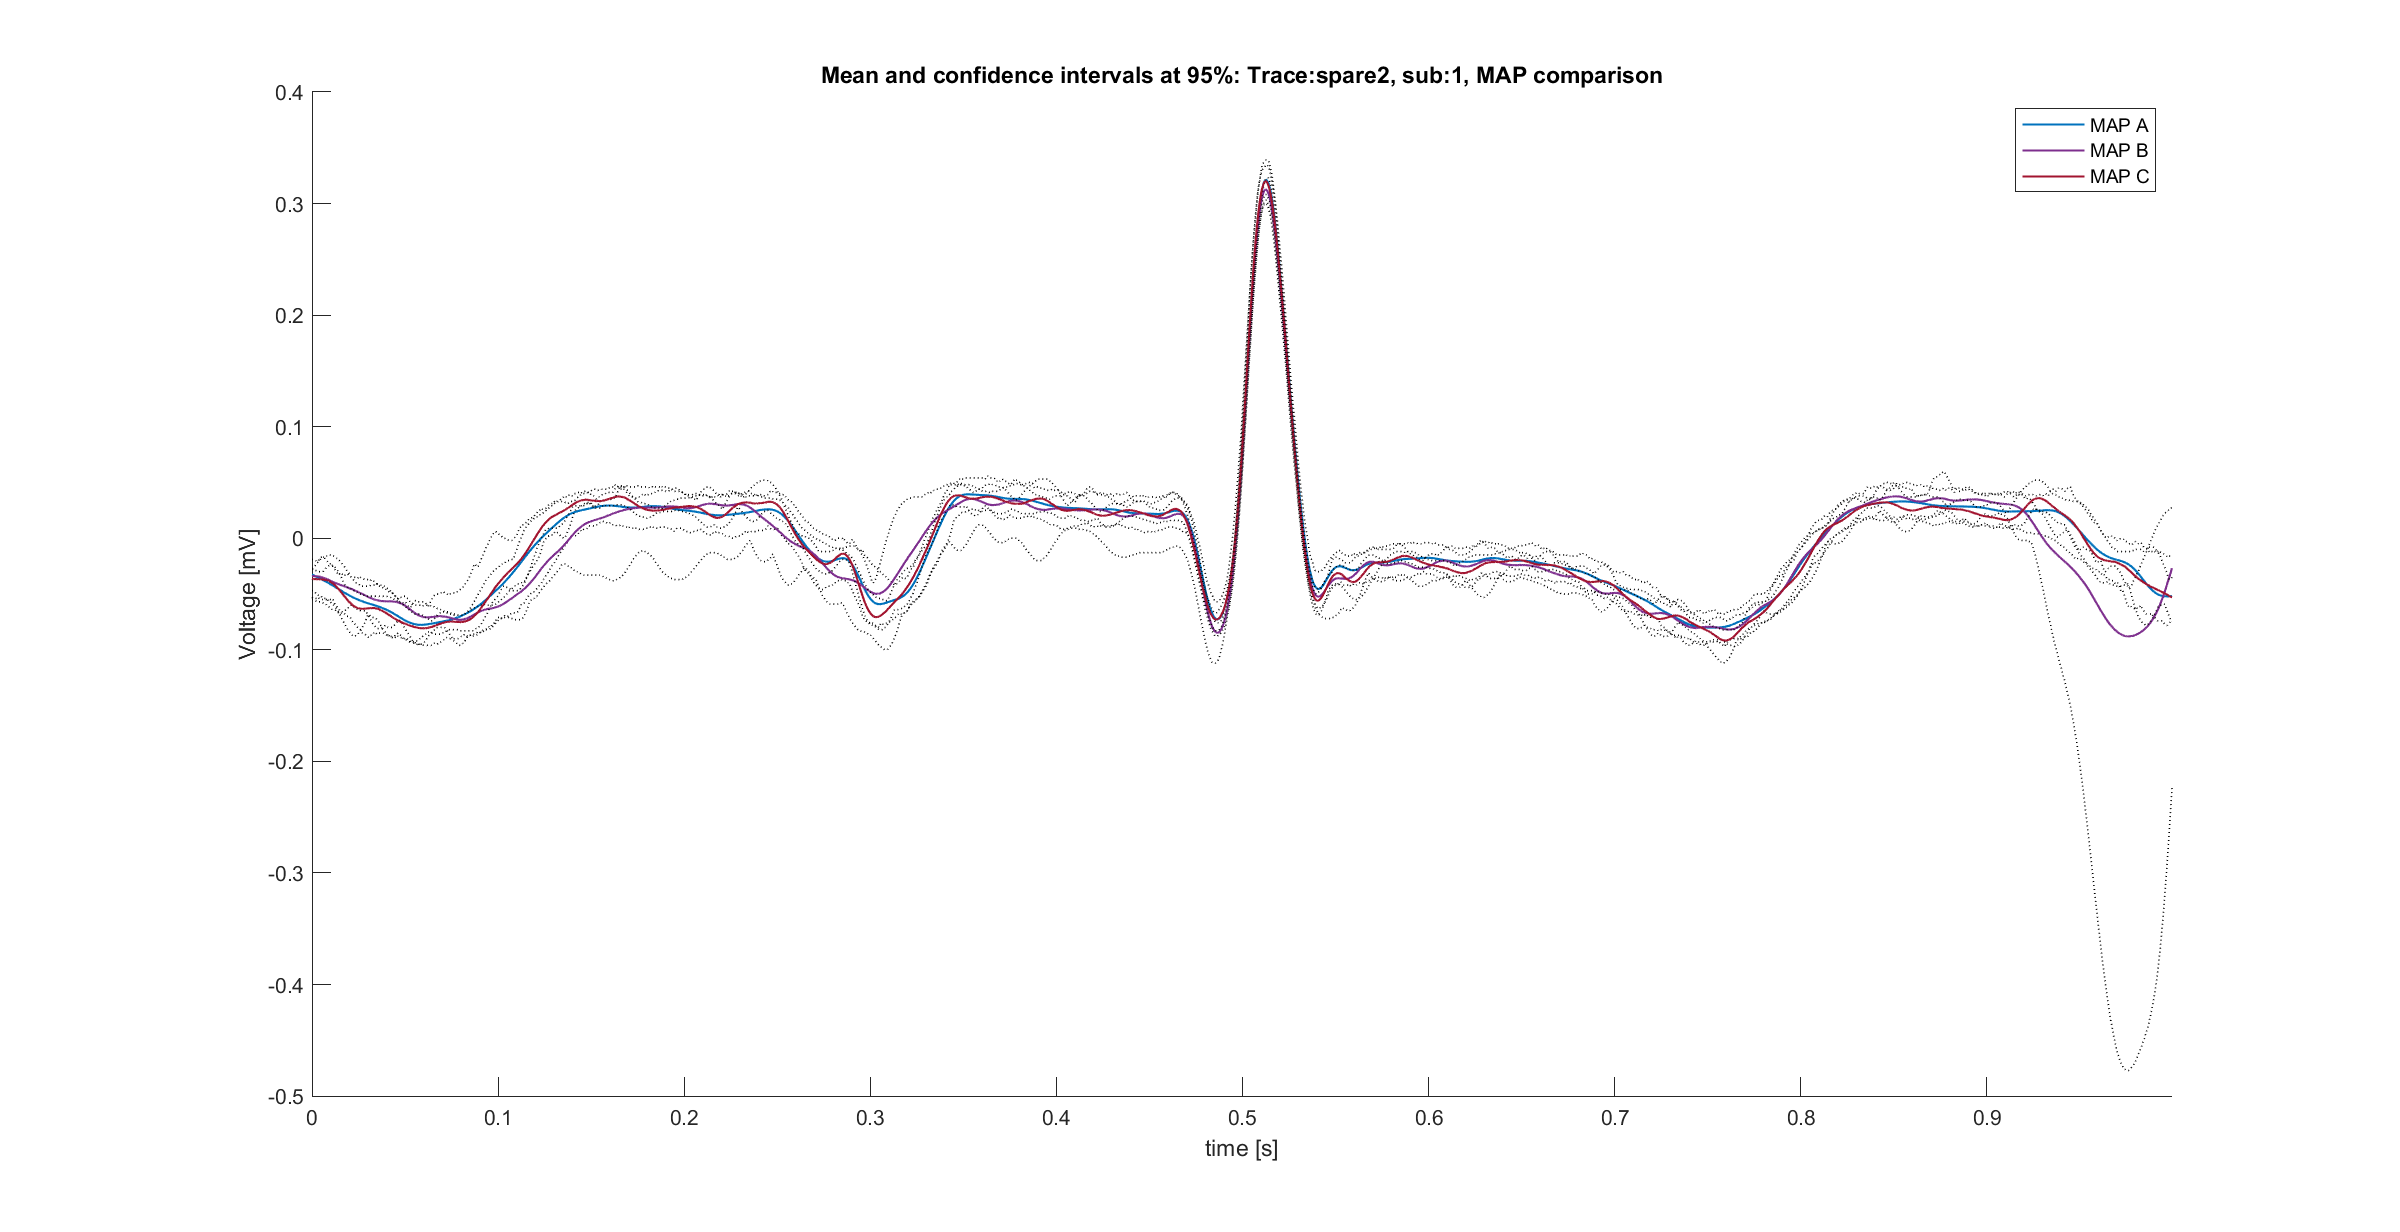 Mean and confidence intervals at 95%: Trace:spare2, sub:1, MAP comparison
MAP A
MAP B
MAP C
0.4
0.3
0.2
0.1
0
-0.1
-0.2
-0.3
-0.4
-0.5
Voltage [mV]
0 0.1 0.2 0.3 0.4 0.5 0.6 0.7 0.8 0.9
time [s]